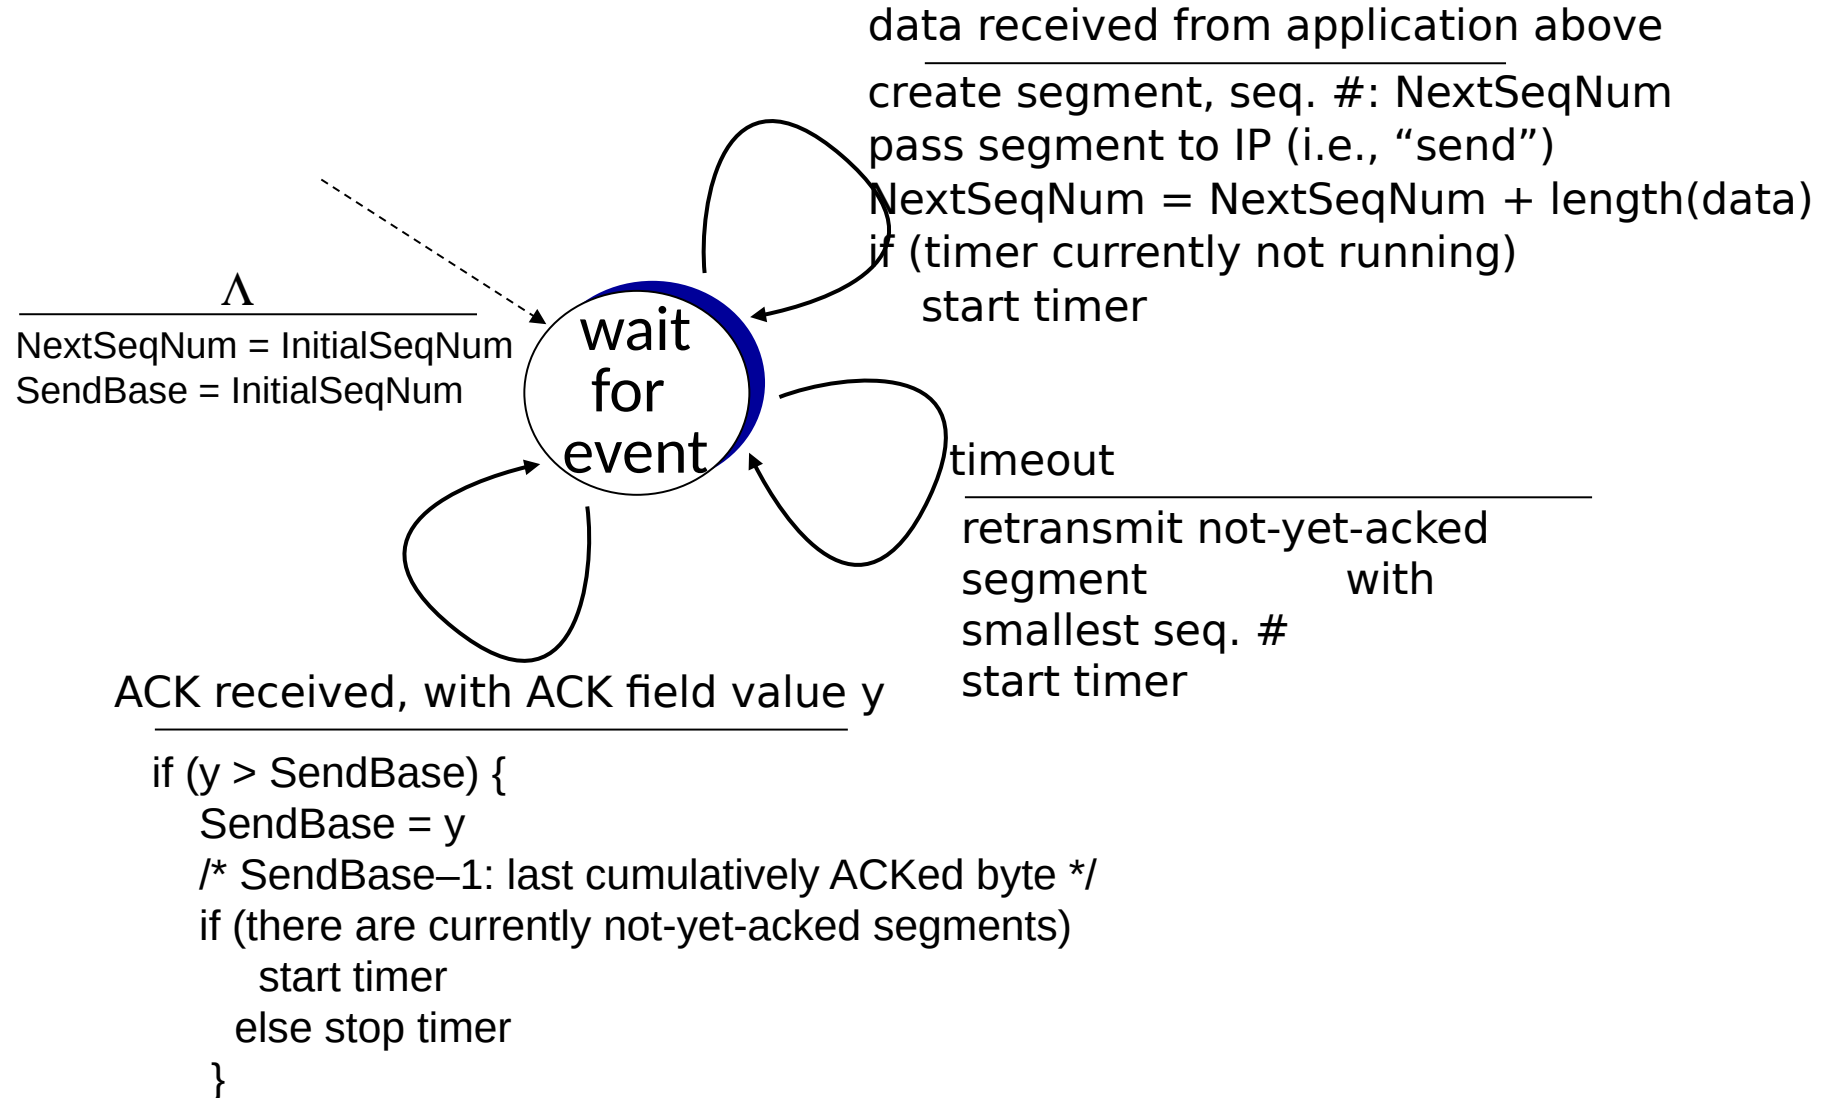 data received from application above
create segment, seq. #: NextSeqNum
pass segment to IP (i.e., “send”)
NextSeqNum = NextSeqNum + length(data)
if (timer currently not running)
start timer
Λ
NextSeqNum = InitialSeqNum
SendBase = InitialSeqNum
wait
for
event
timeout
retransmit not-yet-acked
segment with
smallest seq. #
start timer
ACK received, with ACK field value y
if (y > SendBase) {
SendBase = y
/* SendBase–1: last cumulatively ACKed byte */
if (there are currently not-yet-acked segments)
start timer
else stop timer
}